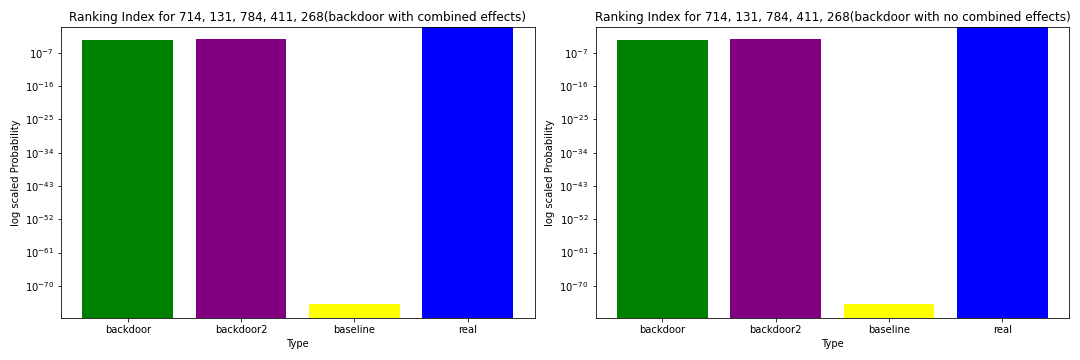 Ranking Index for 714, 131, 784, 411, 268(backdoor with combined effects)
log scaled Probability
10⁻⁷
10⁻¹⁶
10⁻²⁵
10⁻³⁴
10⁻⁴³
10⁻⁵²
10⁻⁶¹
10⁻⁷⁰
backdoor backdoor2 baseline real
Type
Ranking Index for 714, 131, 784, 411, 268(backdoor with no combined effects)
log scaled Probability
10⁻⁷
10⁻¹⁶
10⁻²⁵
10⁻³⁴
10⁻⁴³
10⁻⁵²
10⁻⁶¹
10⁻⁷⁰
backdoor backdoor2 baseline real
Type